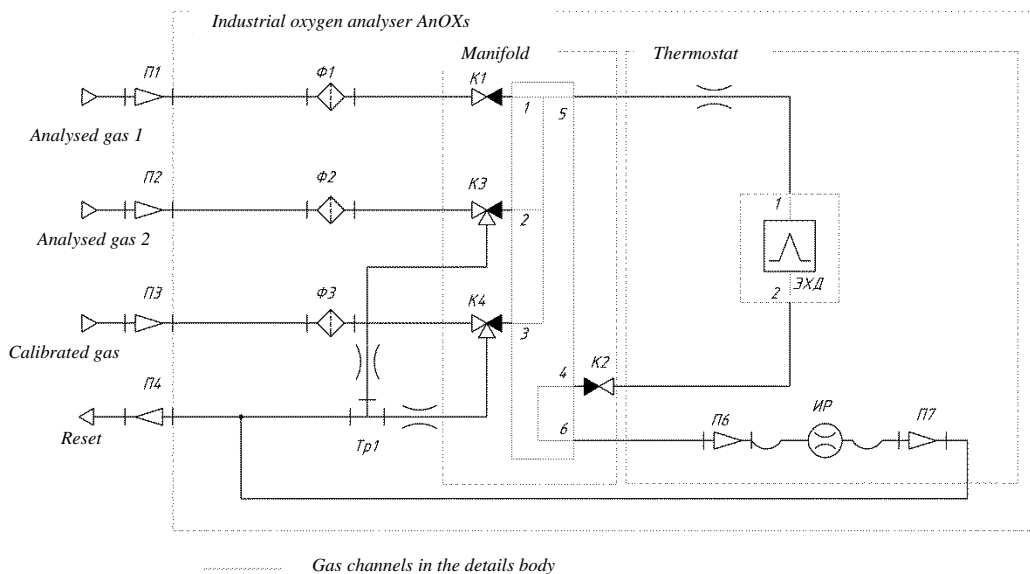 Industrial oxygen analyser AnOXs
Manifold
Thermostat
П1
Ф1
К1
1
5
Analysed gas 1
П2
Ф2
К3
2
Analysed gas 2
1
ЭХД
2
П3
Ф3
К4
3
Calibrated gas
К2
4
П4
6
П6
ИР
П7
Reset
Тр1
Gas channels in the details body